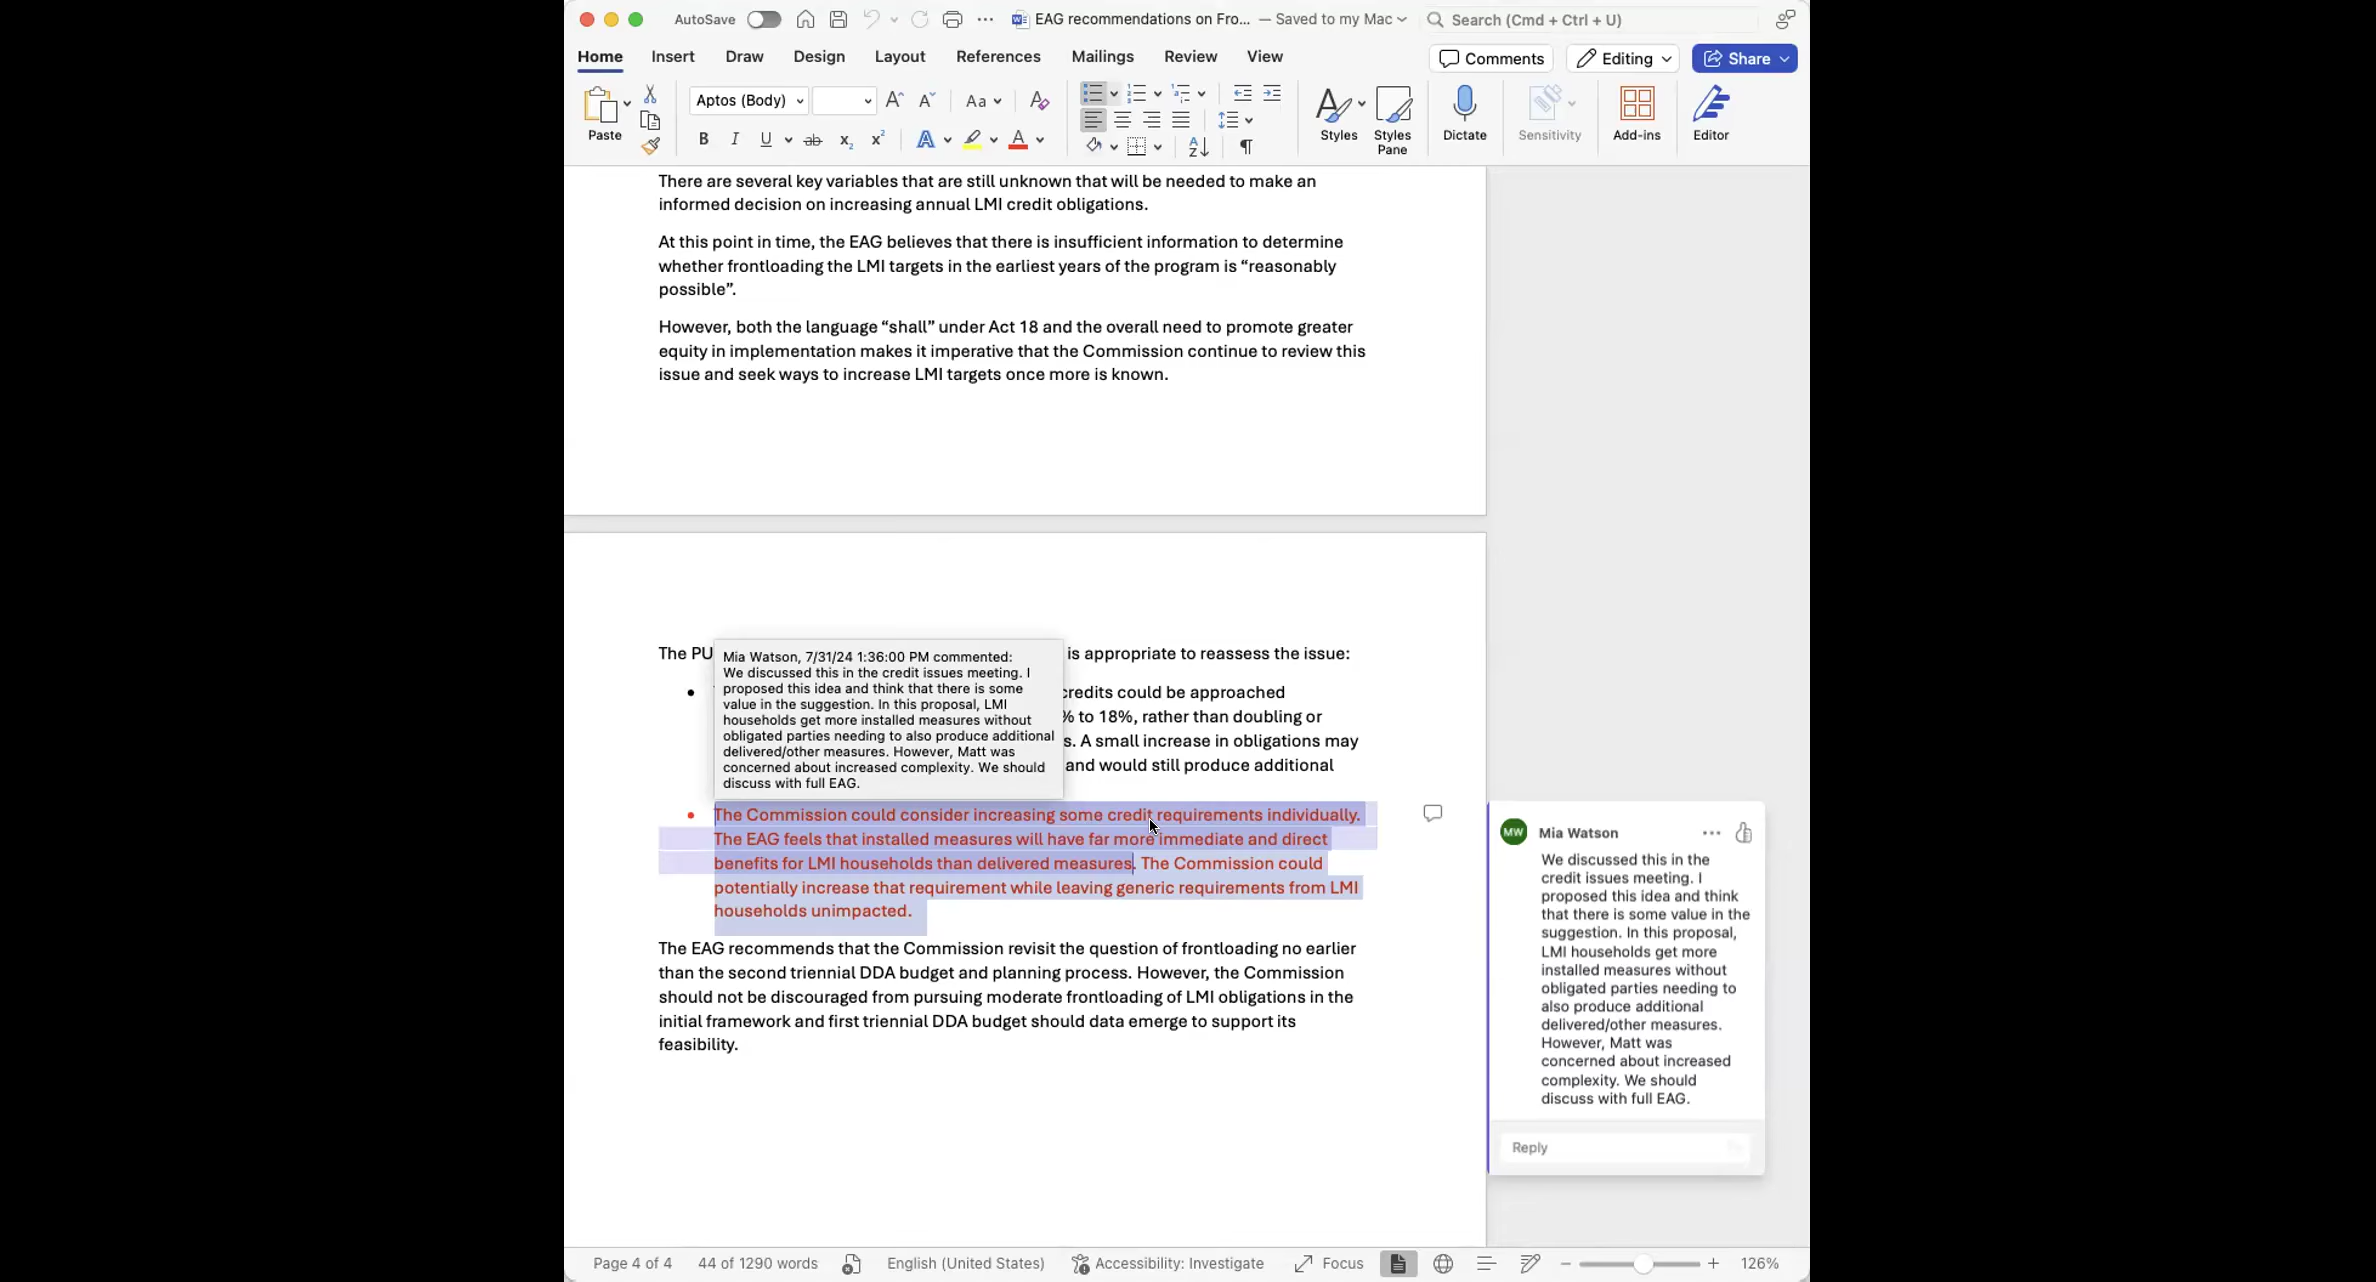 AutoSave
EAG recommendations on Fro... — Saved to my Mac
Search (Cmd + Ctrl + U)
Home Insert Draw Design Layout References Mailings Review View
Comments Editing Share
Paste
Aptos (Body)
Aa
B I U ab x₂ x²
A A
Styles
Styles Pane
Dictate
Sensitivity
Add-ins
Editor
There are several key variables that are still unknown that will be needed to make an
informed decision on increasing annual LMI credit obligations.
At this point in time, the EAG believes that there is insufficient information to determine
whether frontloading the LMI targets in the earliest years of the program is “reasonably
possible”.
However, both the language “shall” under Act 18 and the overall need to promote greater
equity in implementation makes it imperative that the Commission continue to review this
issue and seek ways to increase LMI targets once more is known.
The PU
is appropriate to reassess the issue:
credits could be approached
% to 18%, rather than doubling or
s. A small increase in obligations may
and would still produce additional
Mia Watson, 7/31/24 1:36:00 PM commented:
We discussed this in the credit issues meeting. I
proposed this idea and think that there is some
value in the suggestion. In this proposal, LMI
households get more installed measures without
obligated parties needing to also produce additional
delivered/other measures. However, Matt was
concerned about increased complexity. We should
discuss with full EAG.
• The Commission could consider increasing some credit requirements individually.
The EAG feels that installed measures will have far more immediate and direct
benefits for LMI households than delivered measures. The Commission could
potentially increase that requirement while leaving generic requirements from LMI
households unimpacted.
The EAG recommends that the Commission revisit the question of frontloading no earlier
than the second triennial DDA budget and planning process. However, the Commission
should not be discouraged from pursuing moderate frontloading of LMI obligations in the
initial framework and first triennial DDA budget should data emerge to support its
feasibility.
MW Mia Watson
We discussed this in the
credit issues meeting. I
proposed this idea and think
that there is some value in the
suggestion. In this proposal,
LMI households get more
installed measures without
obligated parties needing to
also produce additional
delivered/other measures.
However, Matt was
concerned about increased
complexity. We should
discuss with full EAG.
Reply
Page 4 of 4 44 of 1290 words English (United States) Accessibility: Investigate Focus 126%